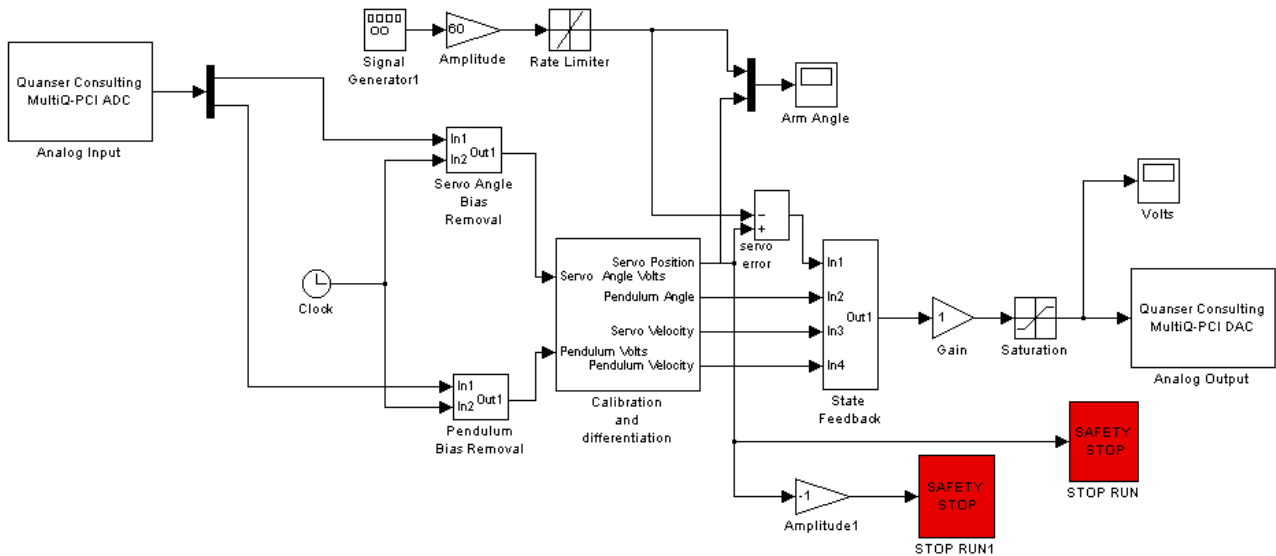 Quanser Consulting
MultiQ-PCI ADC
Analog Input
Signal
Generator1
60
Amplitude
Rate Limiter
Arm Angle
In1
In2
Out1
Servo Angle
Bias
Removal
Clock
In1
In2
Out1
Pendulum
Bias Removal
Servo Position
Servo Angle Volts
Pendulum Angle
Servo Velocity
Pendulum Volts
Pendulum Velocity
Calibration
and
differentiation
−
+
servo
error
In1
In2
In3
In4
Out1
State
Feedback
1
Gain
Saturation
Volts
Quanser Consulting
MultiQ-PCI DAC
Analog Output
SAFETY
STOP
STOP RUN
-1
Amplitude1
SAFETY
STOP
STOP RUN1